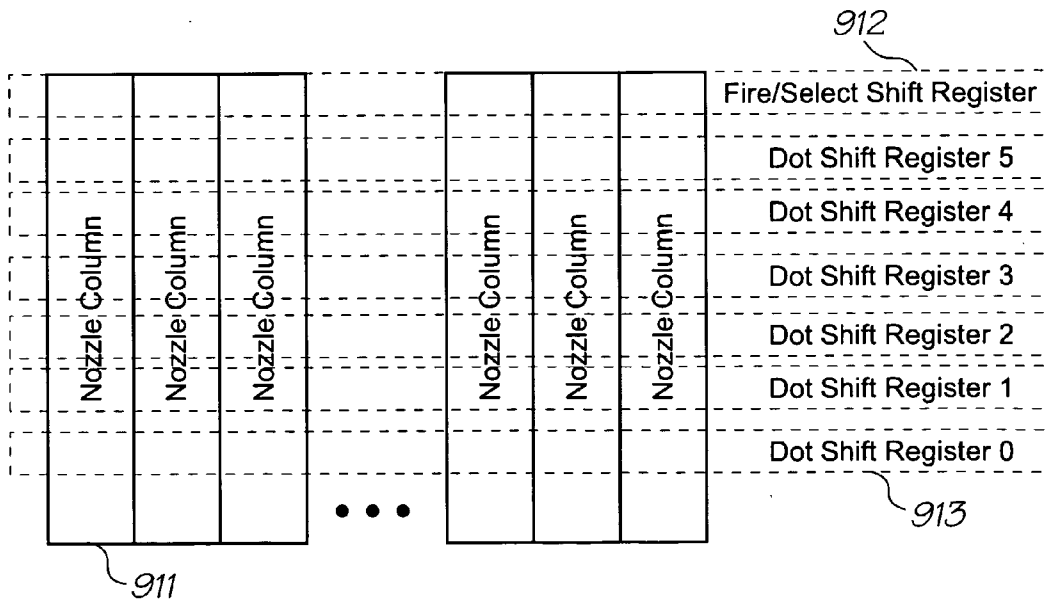 912
Fire/Select Shift Register
Dot Shift Register 5
Dot Shift Register 4
Dot Shift Register 3
Dot Shift Register 2
Dot Shift Register 1
Dot Shift Register 0
Nozzle Column
Nozzle Column
Nozzle Column
Nozzle Column
Nozzle Column
Nozzle Column
913
911